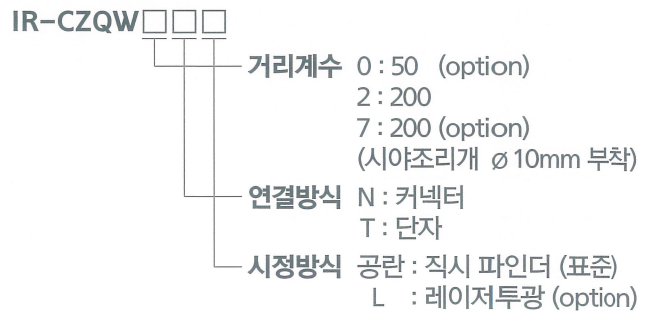 IR-CZQW□□□
거리계수 0 : 50 (option)
2 : 200
7 : 200 (option)
(시야조리개 ø 10mm 부착)
연결방식 N : 커넥터
T : 단자
시정방식 공란 : 직시 파인더 (표준)
L : 레이저투광 (option)